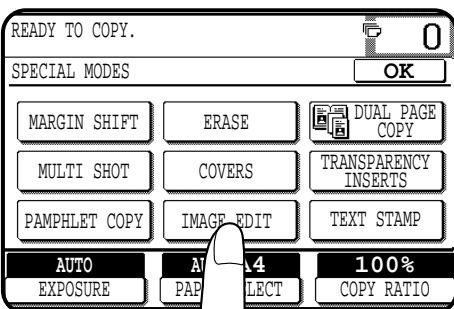 READY TO COPY.
0
SPECIAL MODES
OK
MARGIN SHIFT
ERASE
DUAL PAGE
COPY
MULTI SHOT
COVERS
TRANSPARENCY
INSERTS
PAMPHLET COPY
IMAGE EDIT
TEXT STAMP
AUTO
A4
100%
EXPOSURE
COPY RATIO